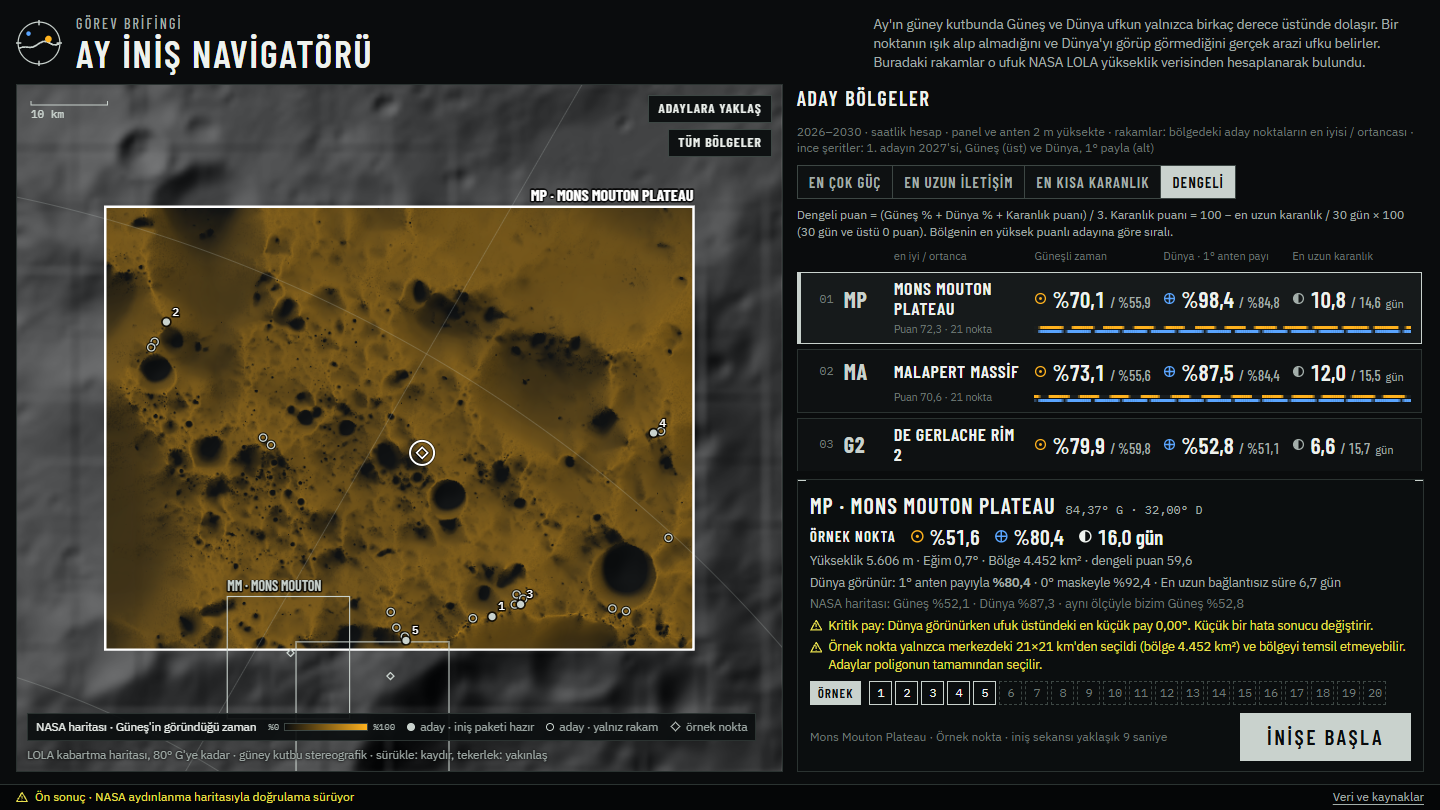 GÖREV BRİFİNGİ
AY İNİŞ NAVİGATÖRÜ
Ay'ın güney kutbunda Güneş ve Dünya ufkun yalnızca birkaç derece üstünde dolaşır. Bir
noktanın ışık alıp almadığını ve Dünya'yı görüp görmediğini gerçek arazi ufku belirler.
Buradaki rakamlar o ufuk NASA LOLA yükseklik verisinden hesaplanarak bulundu.
10 km
ADAYLARA YAKLAŞ
TÜM BÖLGELER
MP · MONS MOUTON PLATEAU
2
4
3
1
5
MM · MONS MOUTON
NASA haritası · Güneş'in göründüğü zaman %0 %100 aday · iniş paketi hazır aday · yalnız rakam örnek nokta
LOLA kabartma haritası, 80° G'ye kadar · güney kutbu stereografik · sürükle: kaydır, tekerlek: yakınlaş
ADAY BÖLGELER
2026–2030 · saatlik hesap · panel ve anten 2 m yüksekte · rakamlar: bölgedeki aday noktaların en iyisi / ortancası ·
ince şeritler: 1. adayın 2027'si, Güneş (üst) ve Dünya, 1° payla (alt)
EN ÇOK GÜÇ EN UZUN İLETİŞİM EN KISA KARANLIK DENGELİ
Dengeli puan = (Güneş % + Dünya % + Karanlık puanı) / 3. Karanlık puanı = 100 − en uzun karanlık / 30 gün × 100
(30 gün ve üstü 0 puan). Bölgenin en yüksek puanlı adayına göre sıralı.
en iyi / ortanca Güneşli zaman Dünya · 1° anten payı En uzun karanlık
01 MP MONS MOUTON PLATEAU %70,1 / %55,9 %98,4 / %84,8 10,8 / 14,6 gün
Puan 72,3 · 21 nokta
02 MA MALAPERT MASSİF %73,1 / %55,6 %87,5 / %84,4 12,0 / 15,5 gün
Puan 70,6 · 21 nokta
03 G2 DE GERLACHE RİM 2 %79,9 / %59,8 %52,8 / %51,1 6,6 / 15,7 gün
MP · MONS MOUTON PLATEAU 84,37° G · 32,00° D
ÖRNEK NOKTA %51,6 %80,4 16,0 gün
Yükseklik 5.606 m · Eğim 0,7° · Bölge 4.452 km² · dengeli puan 59,6
Dünya görünür: 1° anten payıyla %80,4 · 0° maskeyle %92,4 · En uzun bağlantısız süre 6,7 gün
NASA haritası: Güneş %52,1 · Dünya %87,3 · aynı ölçüyle bizim Güneş %52,8
Kritik pay: Dünya görünürken ufuk üstündeki en küçük pay 0,00°. Küçük bir hata sonucu değiştirir.
Örnek nokta yalnızca merkezdeki 21×21 km'den seçildi (bölge 4.452 km²) ve bölgeyi temsil etmeyebilir.
Adaylar poligonun tamamından seçilir.
ÖRNEK 1 2 3 4 5 6 7 8 9 10 11 12 13 14 15 16 17 18 19 20
Mons Mouton Plateau · Örnek nokta · iniş sekansı yaklaşık 9 saniye
İNİŞE BAŞLA
Ön sonuç · NASA aydınlanma haritasıyla doğrulama sürüyor
Veri ve kaynaklar